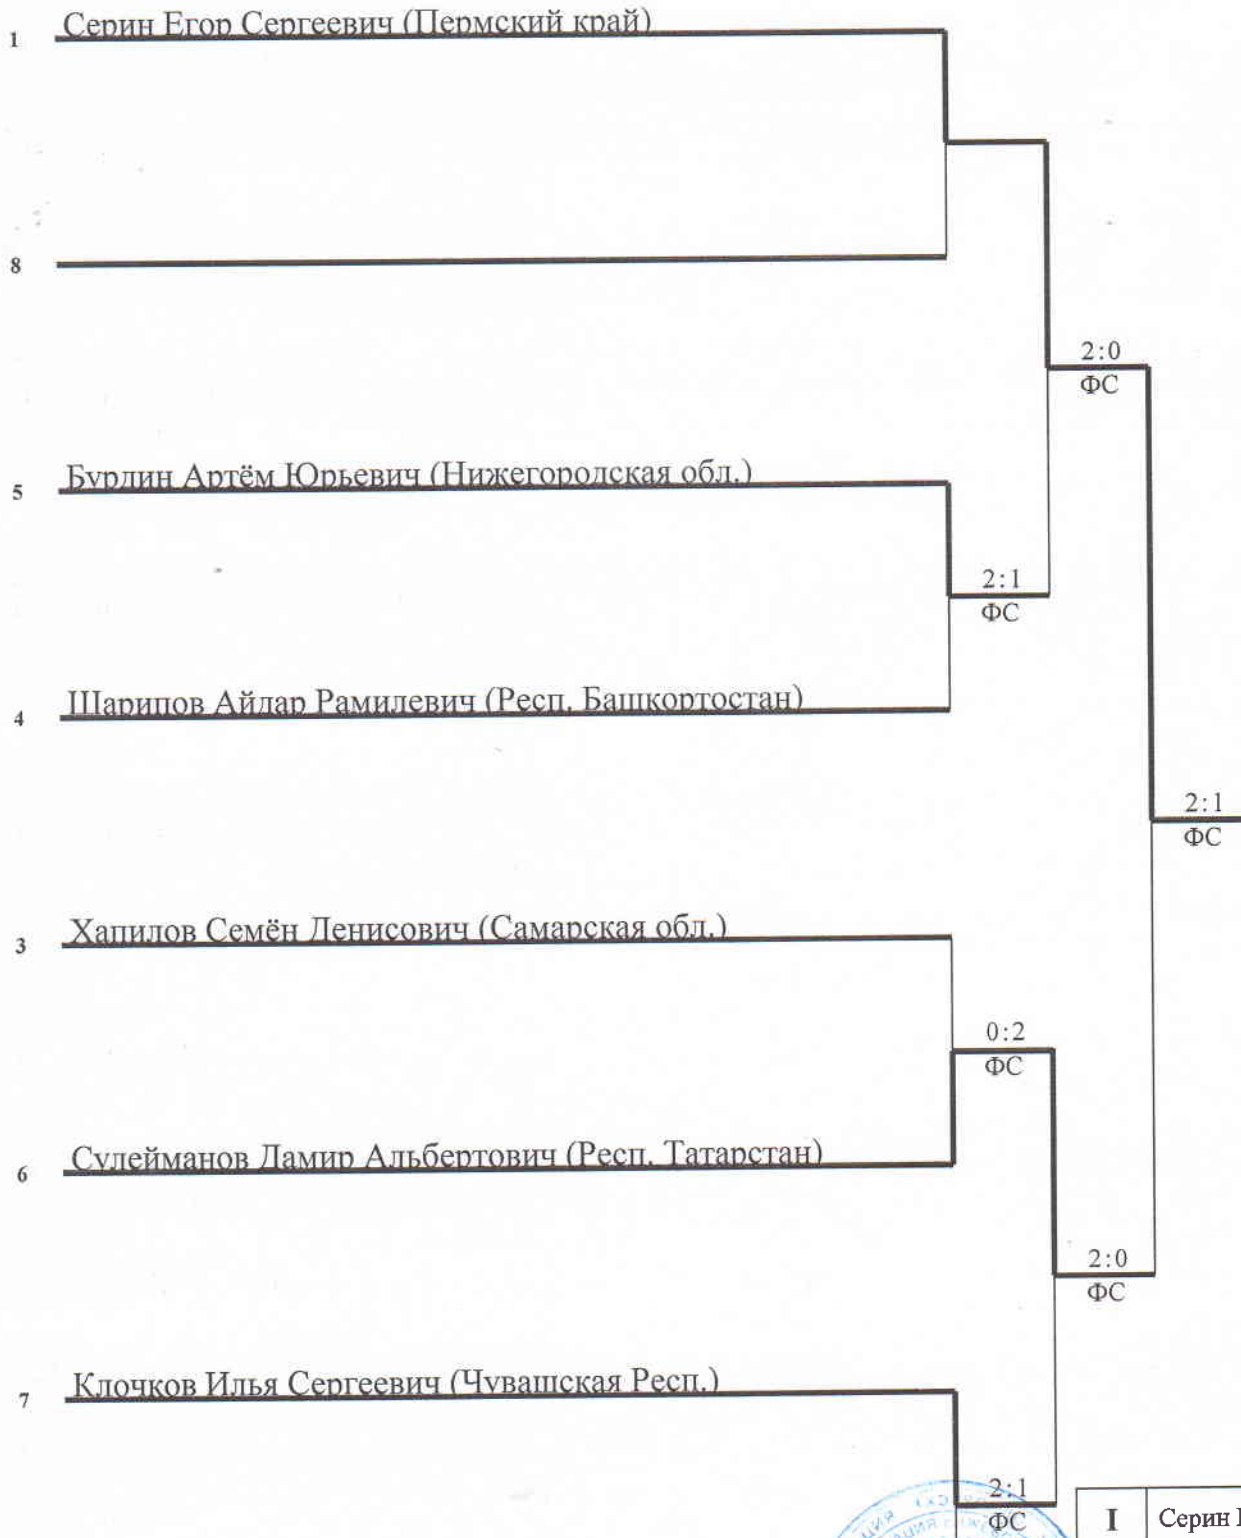 1 Серин Егор Сергеевич (Пермский край)
8
2:0
ФС
5 Бурдин Артём Юрьевич (Нижегородская обл.)
2:1
ФС
4 Шарипов Айдар Рамилевич (Респ. Башкортостан)
2:1
ФС
3 Хапилов Семён Денисович (Самарская обл.)
0:2
ФС
6 Сулейманов Дамир Альбертович (Респ. Татарстан)
2:0
ФС
7 Клочков Илья Сергеевич (Чувашская Респ.)
2:1
ФС
I Серин